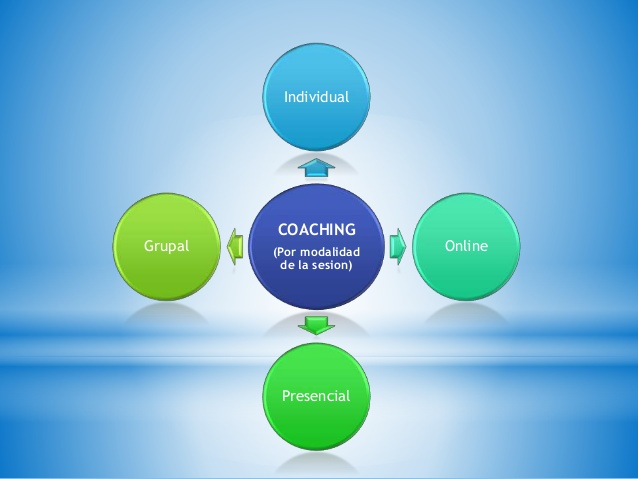 Individual
Grupal
COACHING
(Por modalidad
de la sesion)
Online
Presencial